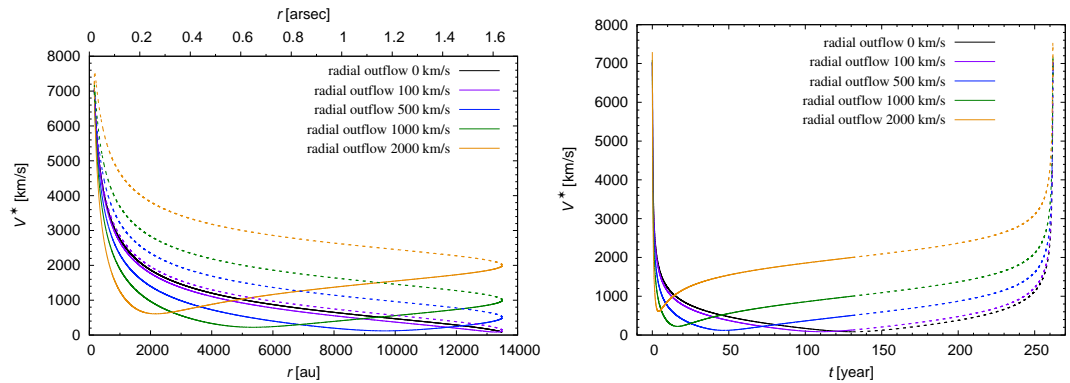 r [arsec]
0 0.2 0.4 0.6 0.8 1 1.2 1.4 1.6
8000
7000
6000
5000
4000
3000
2000
1000
0
V* [km/s]
radial outflow 0 km/s
radial outflow 100 km/s
radial outflow 500 km/s
radial outflow 1000 km/s
radial outflow 2000 km/s
0 2000 4000 6000 8000 10000 12000 14000
r [au]
8000
7000
6000
5000
4000
3000
2000
1000
0
V* [km/s]
radial outflow 0 km/s
radial outflow 100 km/s
radial outflow 500 km/s
radial outflow 1000 km/s
radial outflow 2000 km/s
0 50 100 150 200 250
t [year]